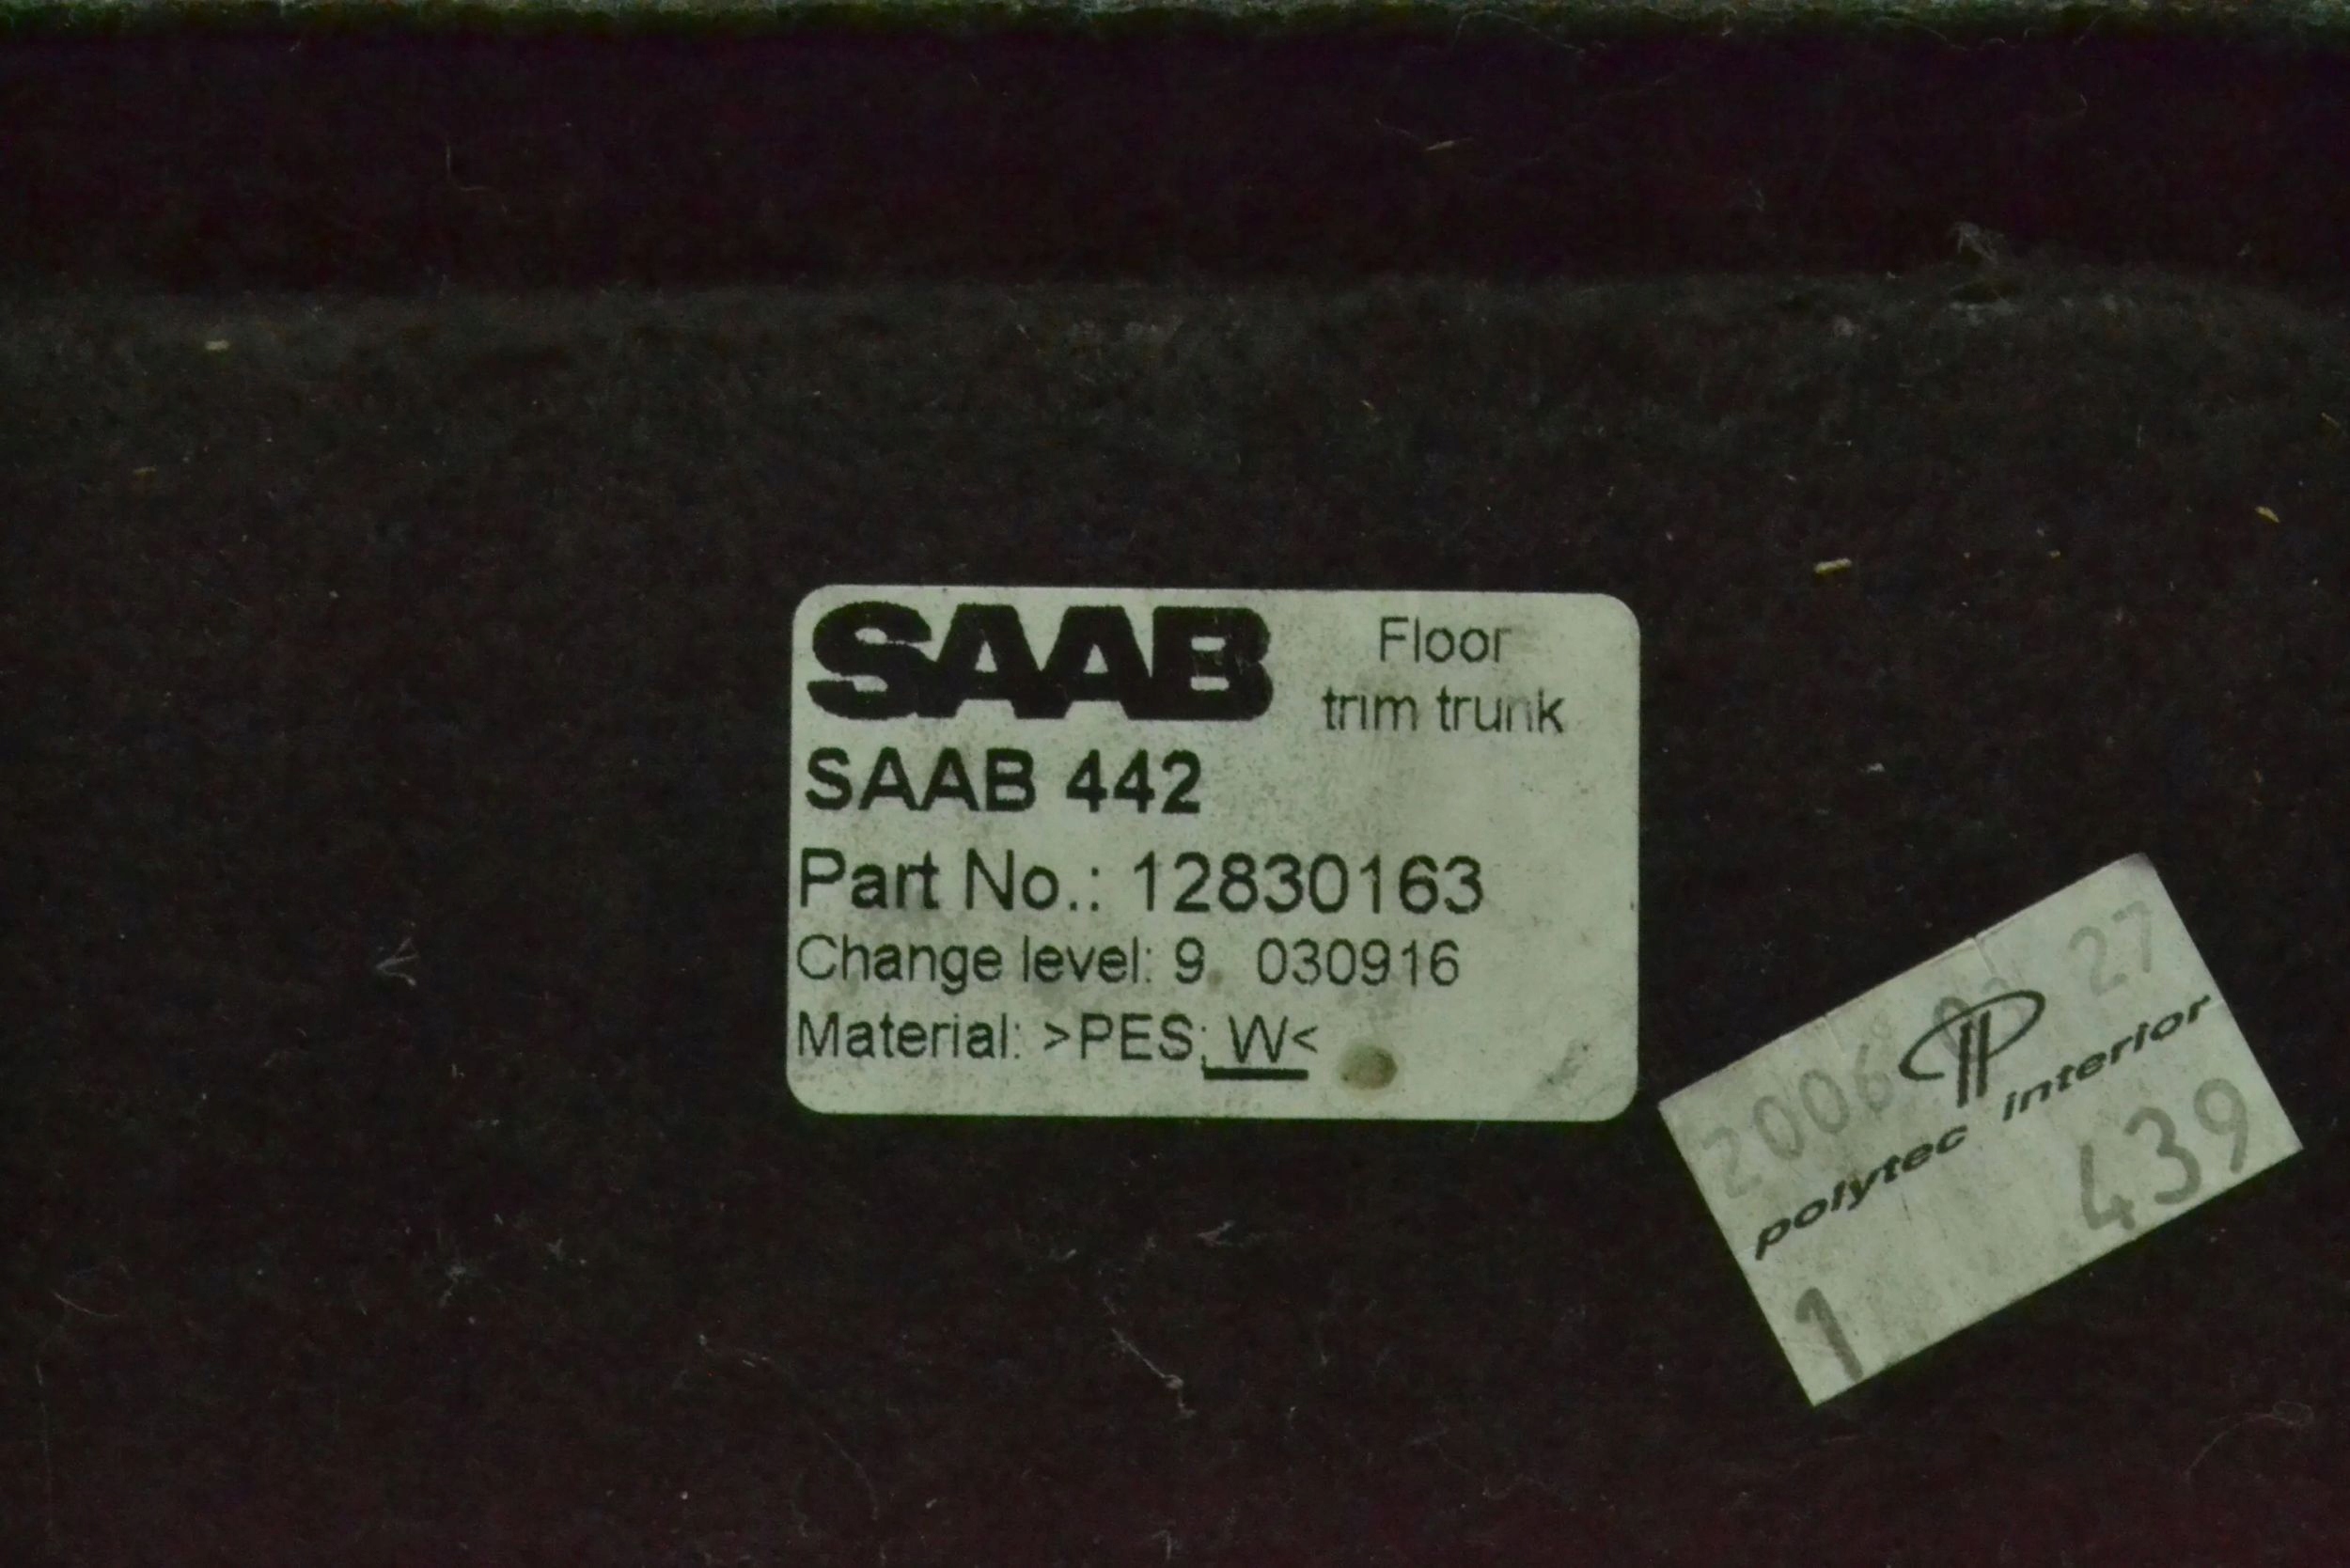 SAAB
Floor
trim trunk
SAAB 442
Part No.: 12830163
Change level: 9 030916
Material: >PES; W<
2006 27
polytec interior
439
1